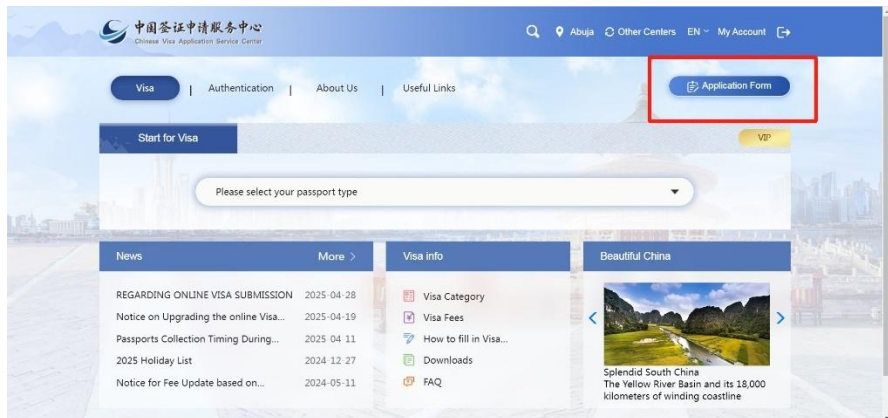 中国签证申请服务中心
Chinese Visa Application Service Center
Abuja Other Centers EN My Account
Visa | Authentication | About Us | Useful Links
Application Form
Start for Visa
VIP
Please select your passport type
News More >
REGARDING ONLINE VISA SUBMISSION 2025-04-28
Notice on Upgrading the online Visa... 2025-04-19
Passports Collection Timing During... 2025 04 11
2025 Holiday List 2024-12-27
Notice for Fee Update based on... 2024-05-11
Visa info
Visa Category
Visa Fees
How to fill in Visa...
Downloads
FAQ
Beautiful China
Splendid South China
The Yellow River Basin and its 18,000
kilometers of winding coastline